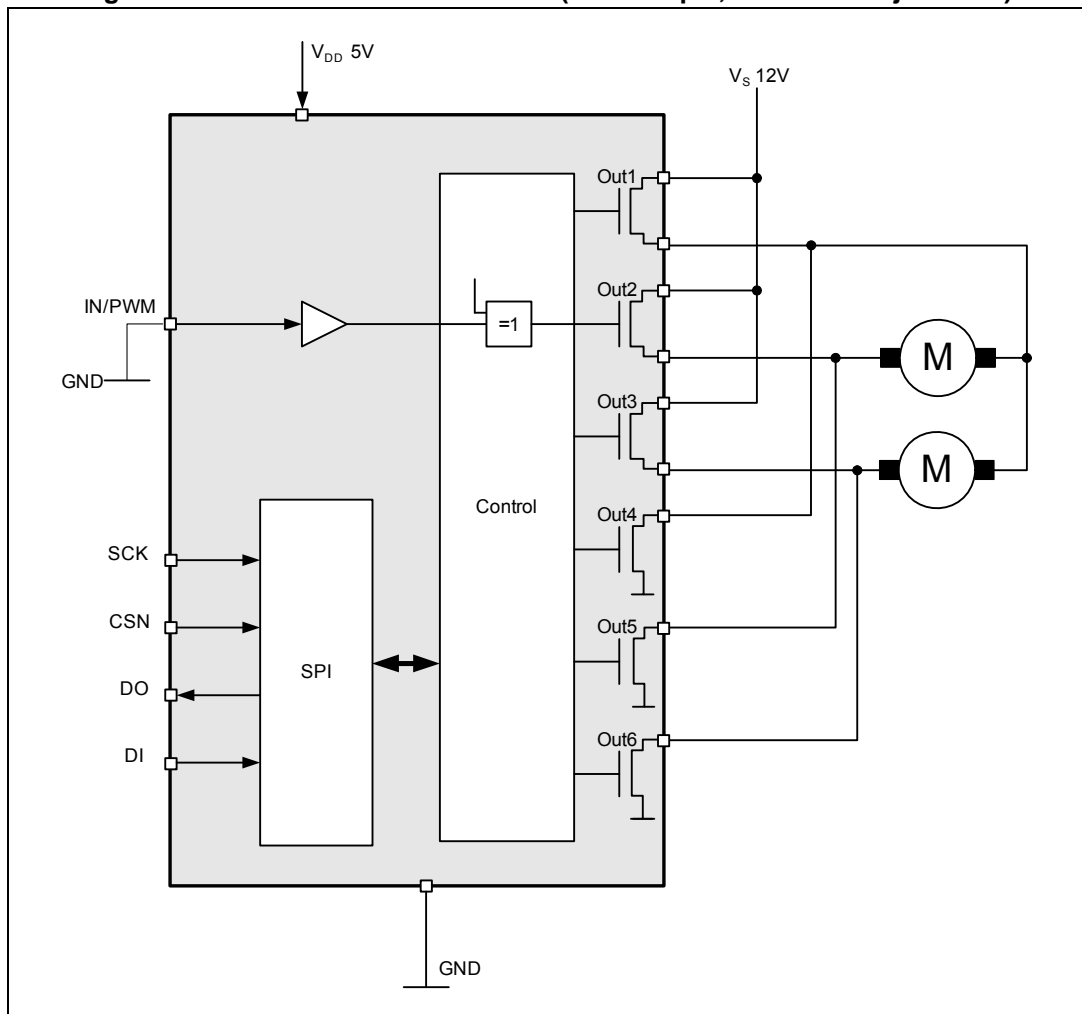 V_DD 5V
V_S 12V
Out1
IN/PWM
Out2
=1
GND
M
Out3
M
Control
Out4
SCK
CSN
Out5
SPI
DO
Out6
DI
GND